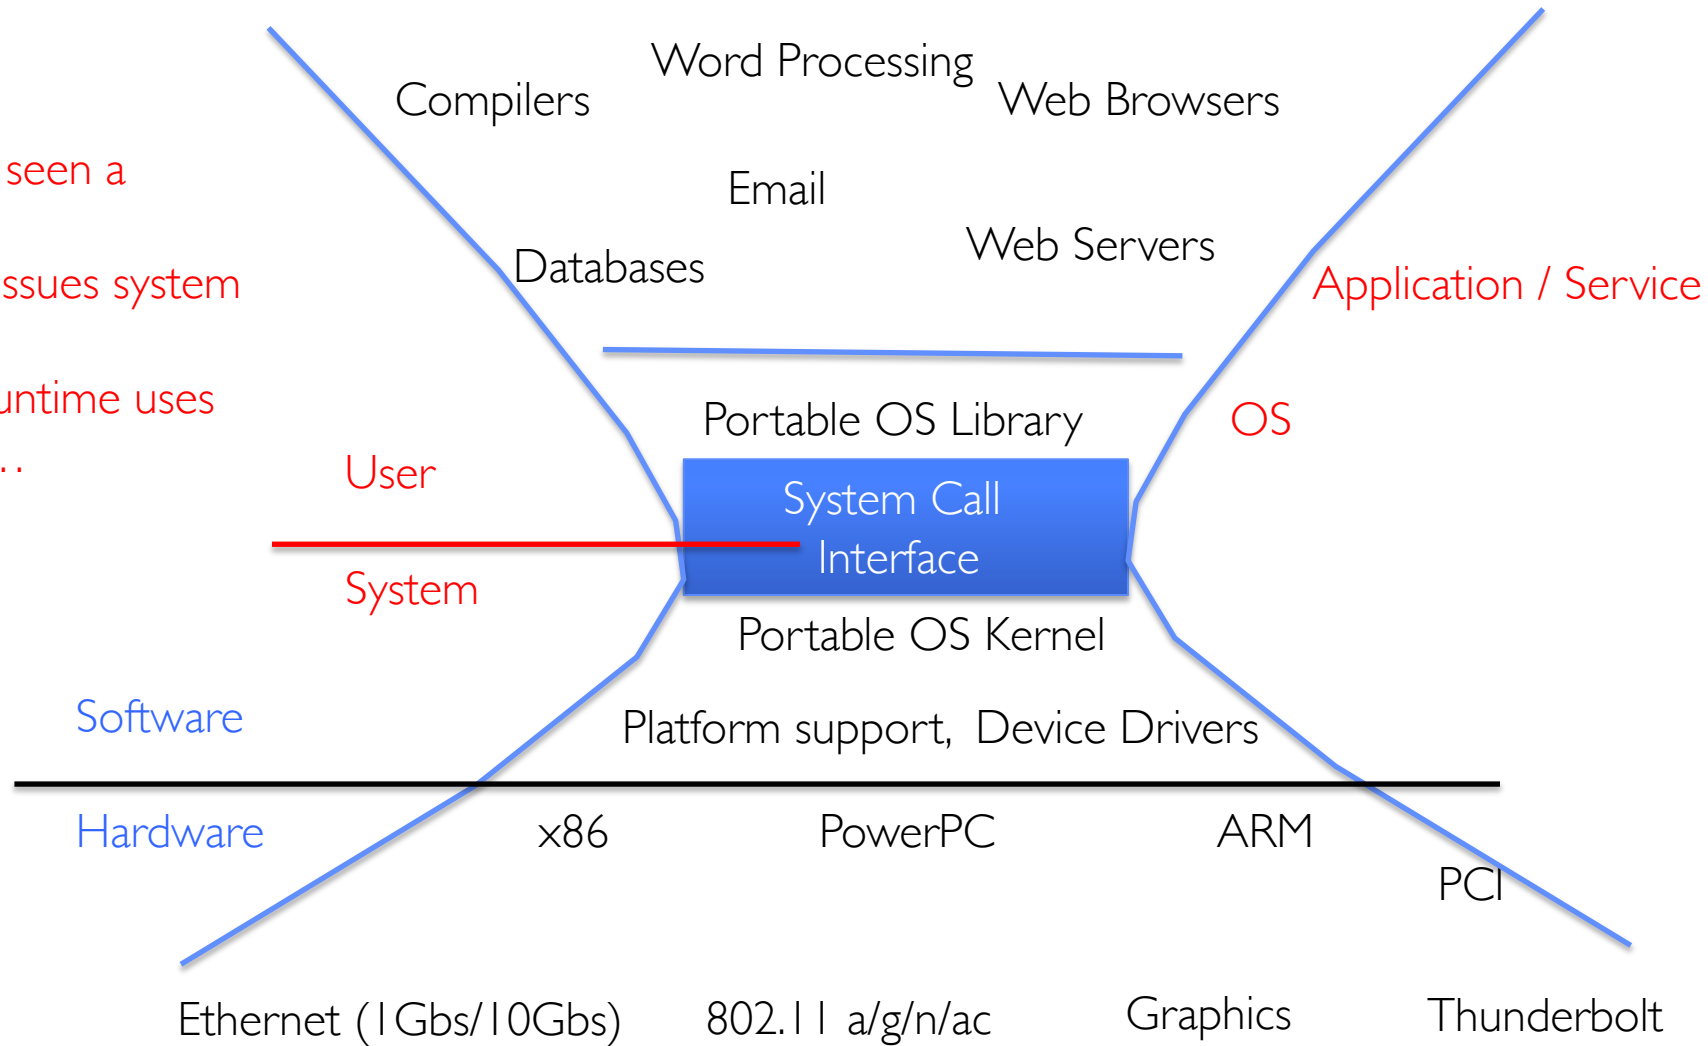 Word Processing
Compilers
Web Browsers
seen a
Email
Web Servers
Databases
ssues system
Application / Service
untime uses
Portable OS Library
OS
…
User
System Call
Interface
System
Portable OS Kernel
Software
Platform support, Device Drivers
Hardware
x86
PowerPC
ARM
PCI
Ethernet (1Gbs/10Gbs)
802.11 a/g/n/ac
Graphics
Thunderbolt